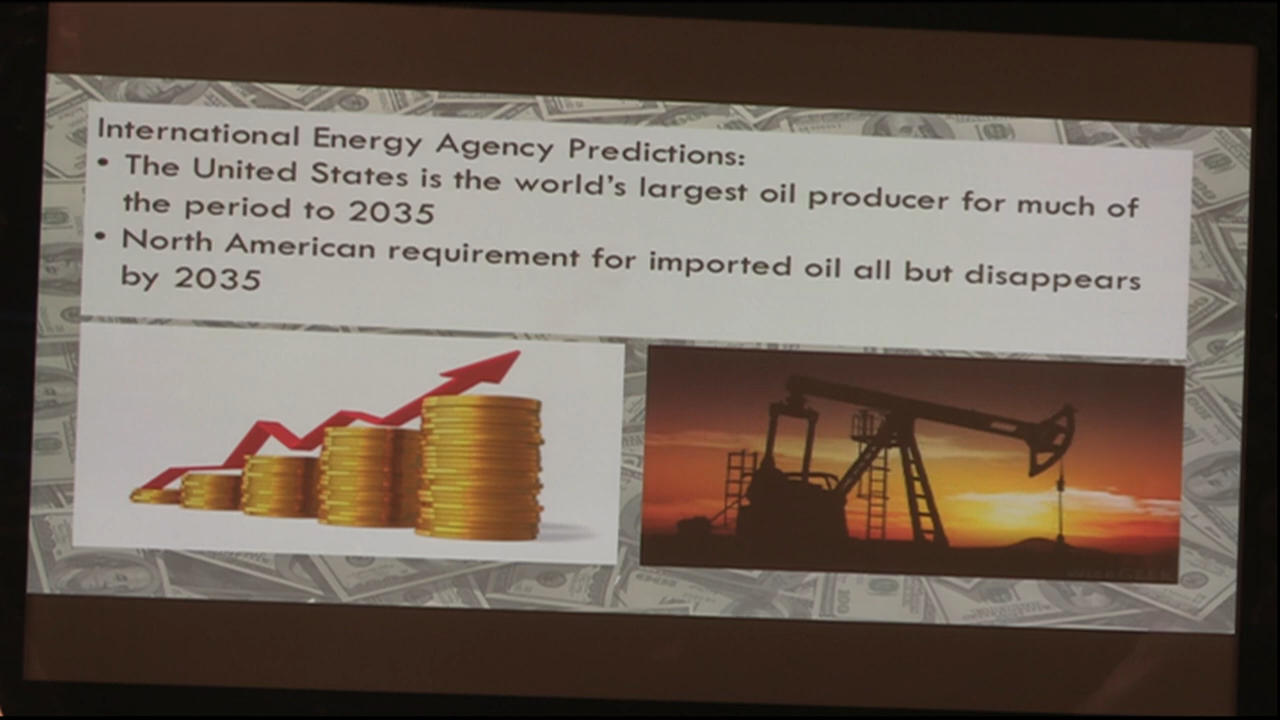 International Energy Agency Predictions:
• The United States is the world's largest oil producer for much of
the period to 2035
• North American requirement for imported oil all but disappears
by 2035